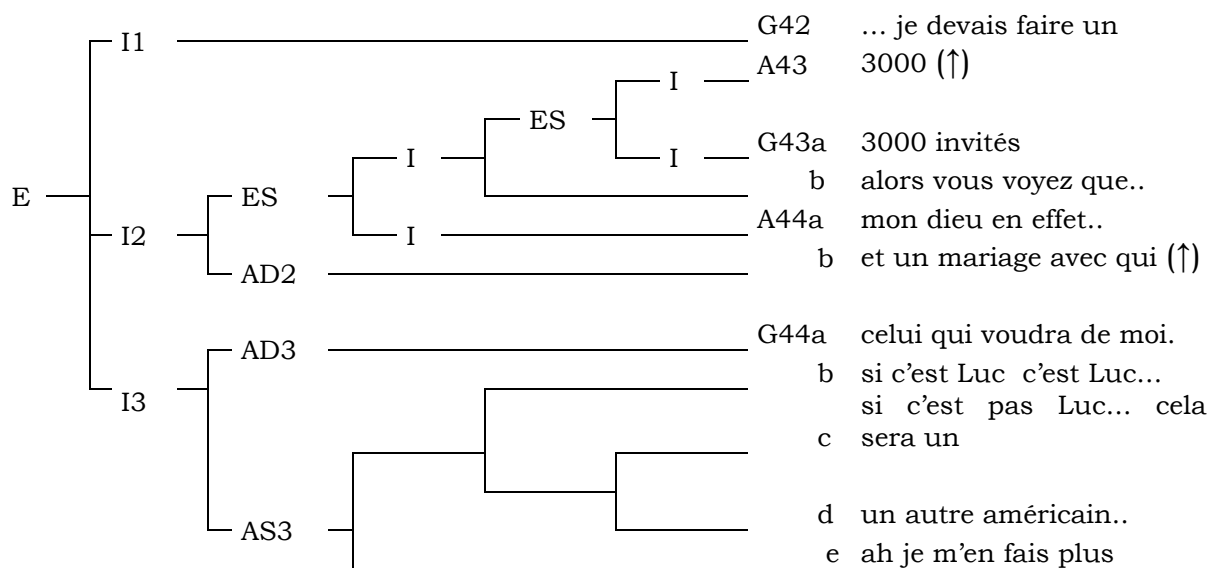 G42 … je devais faire un
I1
A43 3000 (↑)
I
ES
G43a 3000 invités
I I
b alors vous voyez que..
E ES
A44a mon dieu en effet..
I2 I
b et un mariage avec qui (↑)
AD2
G44a celui qui voudra de moi.
AD3
b si c'est Luc c'est Luc…
I3
si c'est pas Luc… cela
c sera un
d un autre américain..
AS3
e ah je m'en fais plus